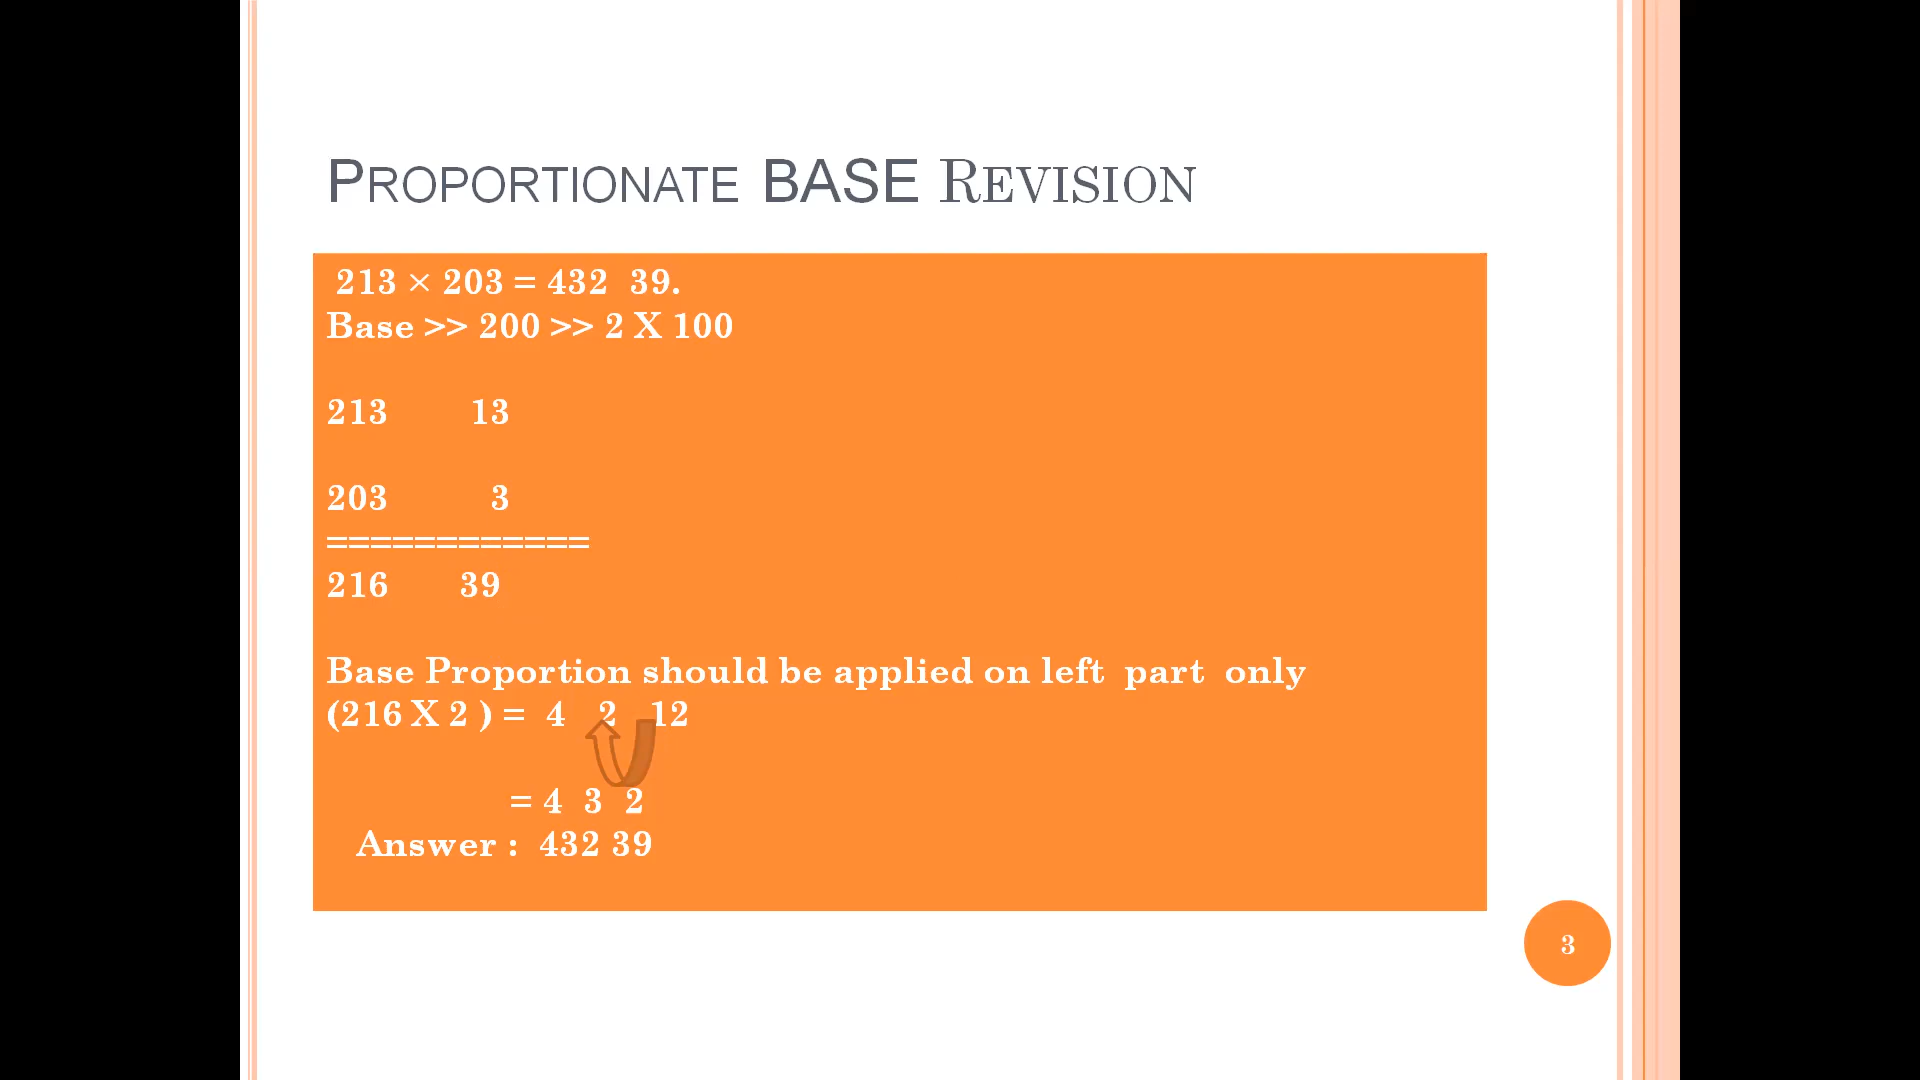 PROPORTIONATE BASE REVISION
213 × 203 = 432 39.
Base >> 200 >> 2 X 100
213 13
203 3
============
216 39
Base Proportion should be applied on left part only
(216 X 2 ) = 4 2 12
= 4 3 2
Answer : 432 39
3